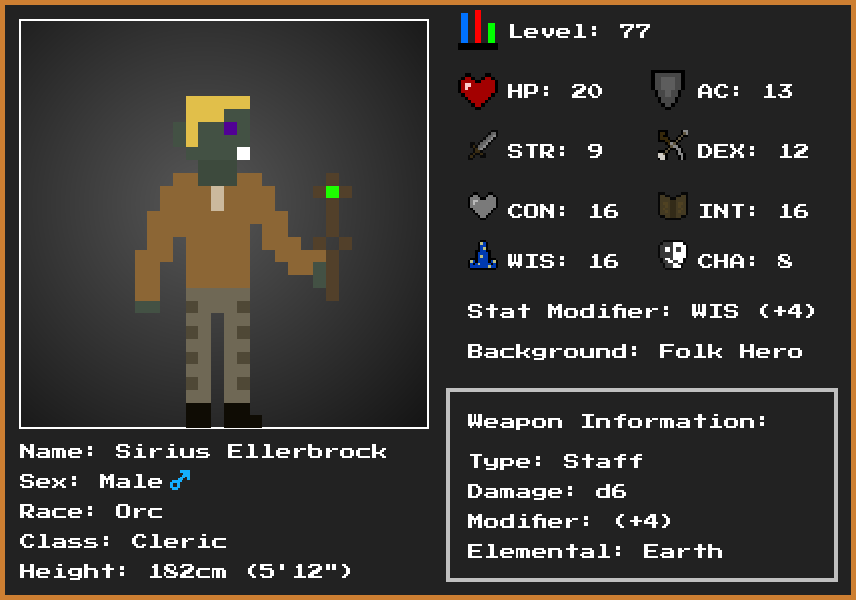 Level: 77
HP: 20 AC: 13
STR: 9 DEX: 12
CON: 16 INT: 16
WIS: 16 CHA: 8
Stat Modifier: WIS (+4)
Background: Folk Hero
Weapon Information:
Type: Staff
Damage: d6
Modifier: (+4)
Elemental: Earth
Name: Sirius Ellerbrock
Sex: Male ♂
Race: Orc
Class: Cleric
Height: 182cm (5'12")